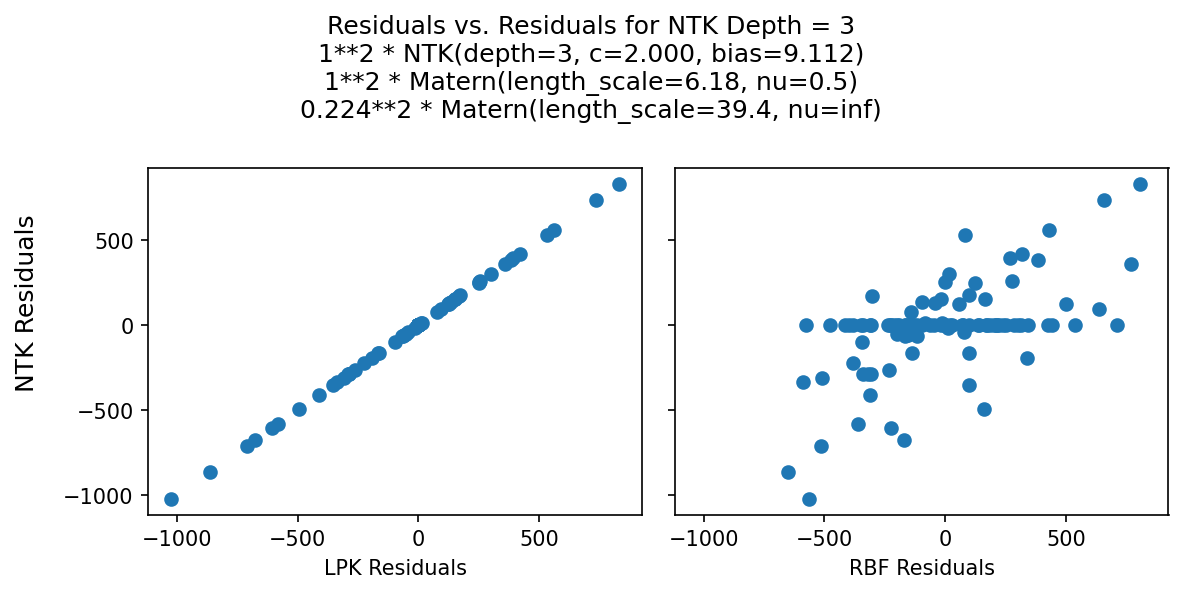 Residuals vs. Residuals for NTK Depth = 3
1**2 * NTK(depth=3, c=2.000, bias=9.112)
1**2 * Matern(length_scale=6.18, nu=0.5)
0.224**2 * Matern(length_scale=39.4, nu=inf)
NTK Residuals
500
0
−500
−1000
−1000 −500 0 500
LPK Residuals
−1000 −500 0 500
RBF Residuals